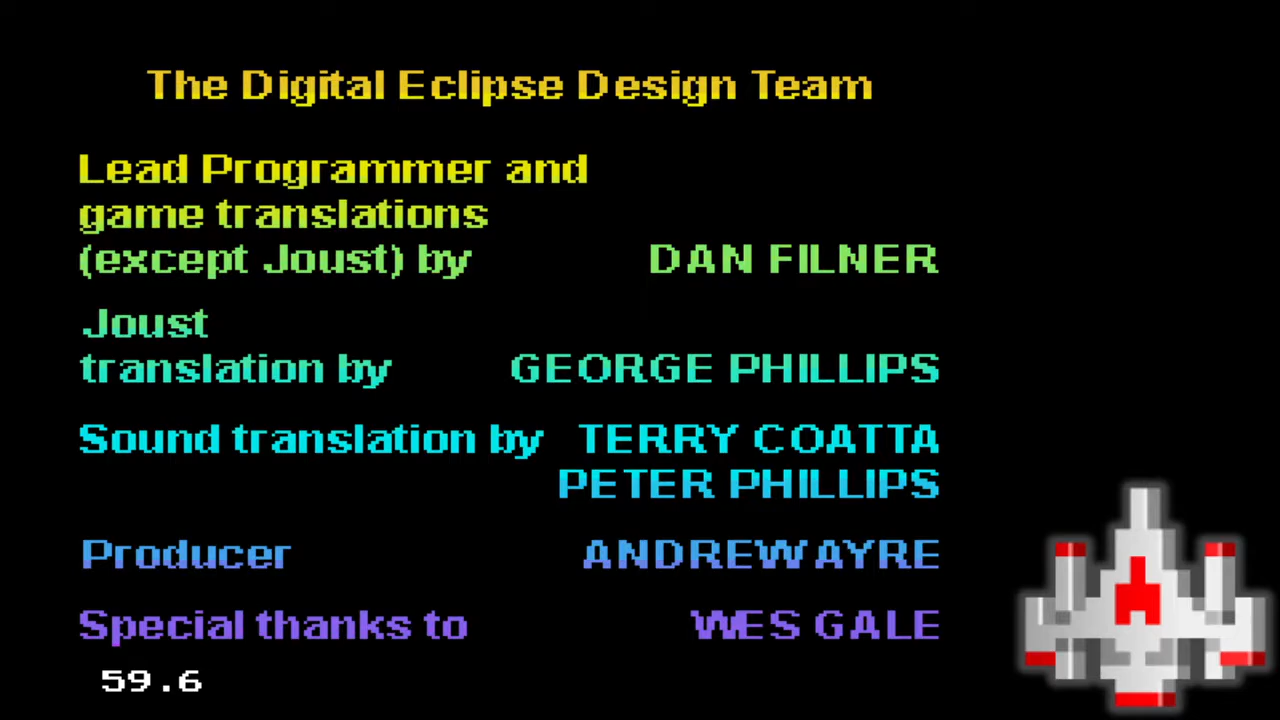 The Digital Eclipse Design Team
Lead Programmer and
game translations
(except Joust) by DAN FILNER
Joust
translation by GEORGE PHILLIPS
Sound translation by TERRY COATTA
PETER PHILLIPS
Producer ANDREW AYRE
Special thanks to WES GALE
59.6